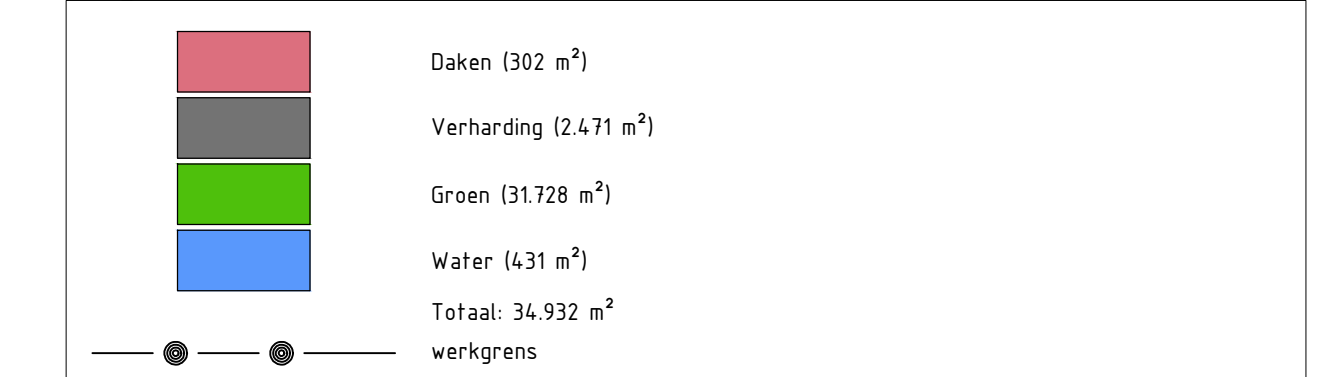 Daken (302 m²)
Verharding (2.471 m²)
Groen (31.728 m²)
Water (431 m²)
Totaal: 34.932 m²
werkgrens